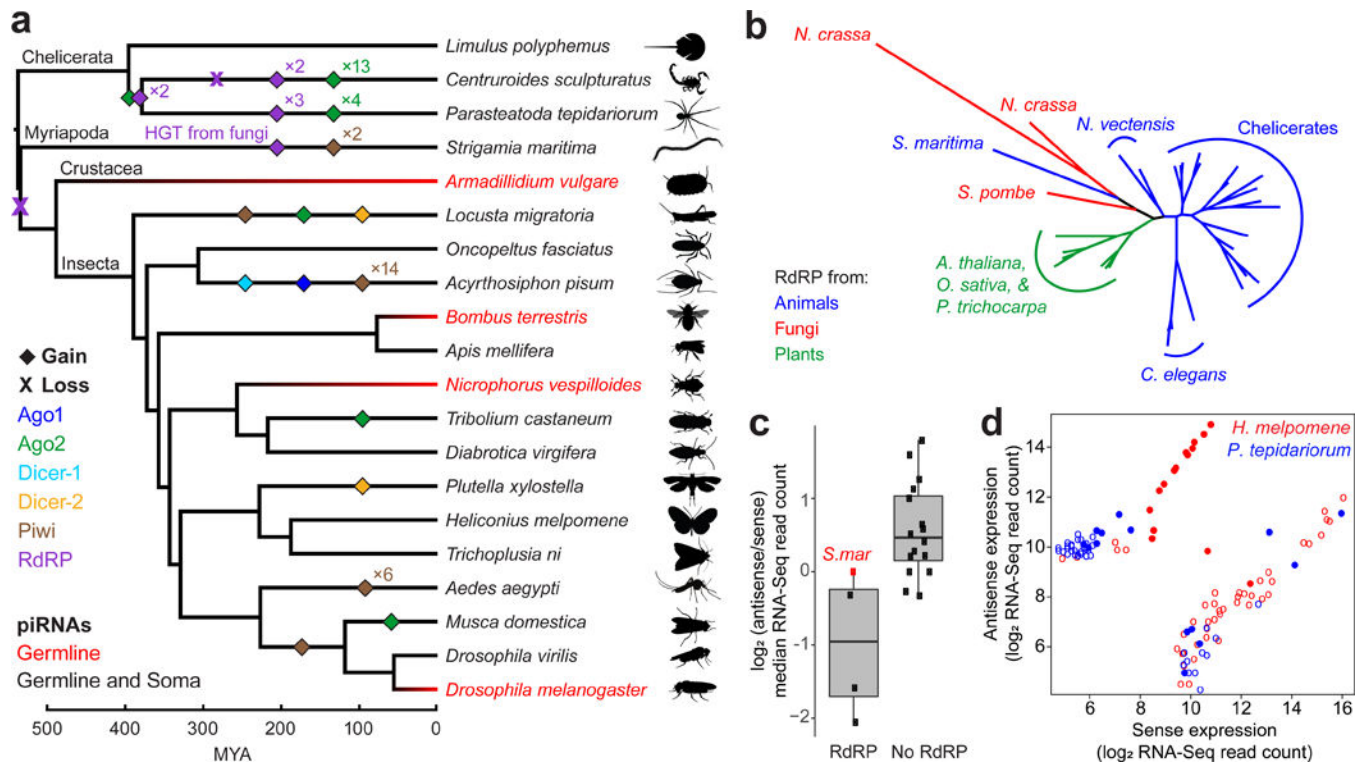 a
Chelicerata
Limulus polyphemus
×2
×13
Centruroides sculpturatus
×2
×3
×4
Parasteatoda tepidariorum
Myriapoda
HGT from fungi
×2
Strigamia maritima
Crustacea
Armadillidium vulgare
Locusta migratoria
Insecta
Oncopeltus fasciatus
×14
Acyrthosiphon pisum
Bombus terrestris
Apis mellifera
Nicrophorus vespilloides
Tribolium castaneum
Diabrotica virgifera
Plutella xylostella
Heliconius melpomene
Trichoplusia ni
×6
Aedes aegypti
Musca domestica
Drosophila virilis
Drosophila melanogaster
Gain
X Loss
Ago1
Ago2
Dicer-1
Dicer-2
Piwi
RdRP
piRNAs
Germline
Germline and Soma
500 400 300 200 100 0
MYA
b
N. crassa
N. crassa
N. vectensis
Chelicerates
S. maritima
S. pombe
A. thaliana,
O. sativa, &
P. trichocarpa
C. elegans
RdRP from:
Animals
Fungi
Plants
c
log₂ (antisense/sense)
median RNA-Seq read count
1
0
−1
−2
S.mar
RdRP No RdRP
d
H. melpomene
P. tepidariorum
Antisense expression
(log₂ RNA-Seq read count)
14
12
10
8
6
6 8 10 12 14 16
Sense expression
(log₂ RNA-Seq read count)